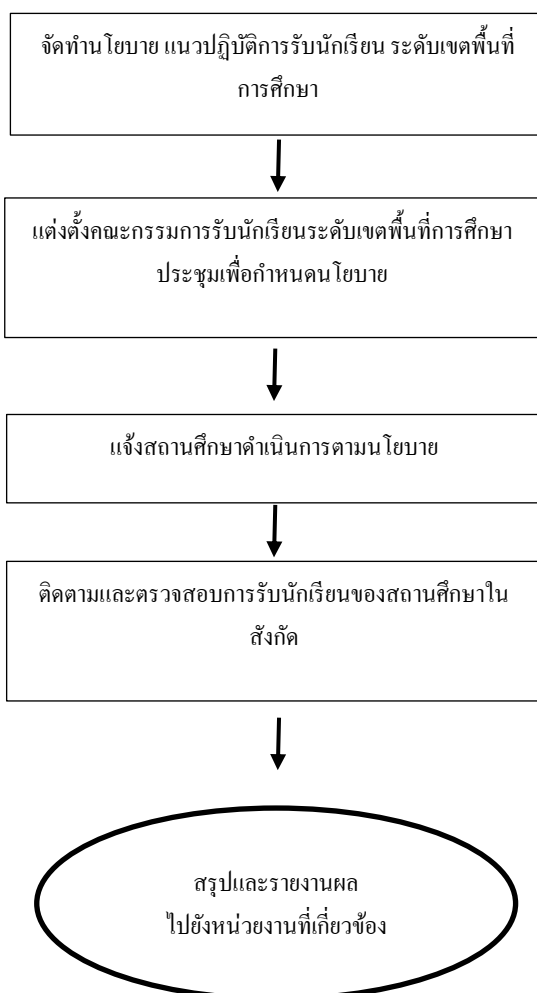 จัดทำนโยบาย แนวปฏิบัติการรับนักเรียน ระดับเขตพื้นที่
การศึกษา
แต่งตั้งคณะกรรมการรับนักเรียนระดับเขตพื้นที่การศึกษา
ประชุมเพื่อกำหนดนโยบาย
แจ้งสถานศึกษาดำเนินการตามนโยบาย
ติดตามและตรวจสอบการรับนักเรียนของสถานศึกษาใน
สังกัด
สรุปและรายงานผล
ไปยังหน่วยงานที่เกี่ยวข้อง